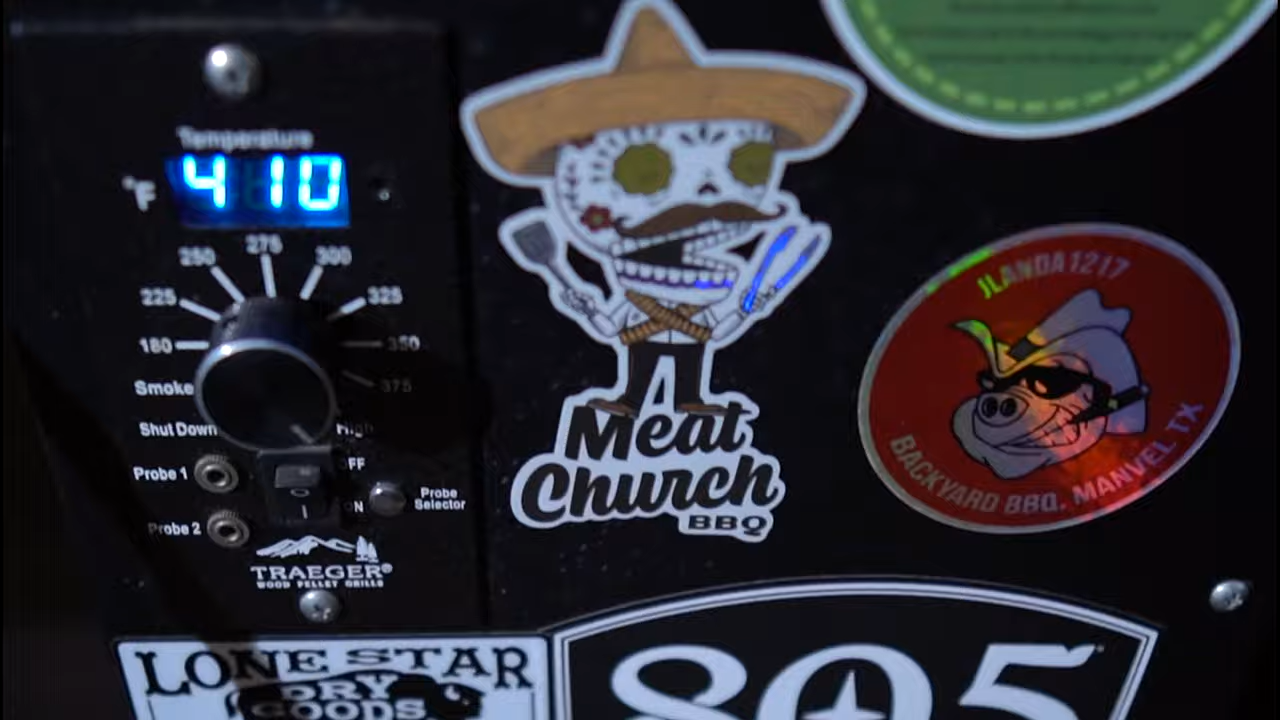 Temperature
°F
410
275
250
300
225
325
180
350
Smoke
375
Shut Down
High
Probe 1
OFF
ON
Probe
Selector
Probe 2
TRAEGER®
WOOD PELLET GRILLS
Meat
Church
BBQ
JLANDA1217
BACKYARD BBQ, MANVEL TX
LONE STAR
DRY
GOODS
805